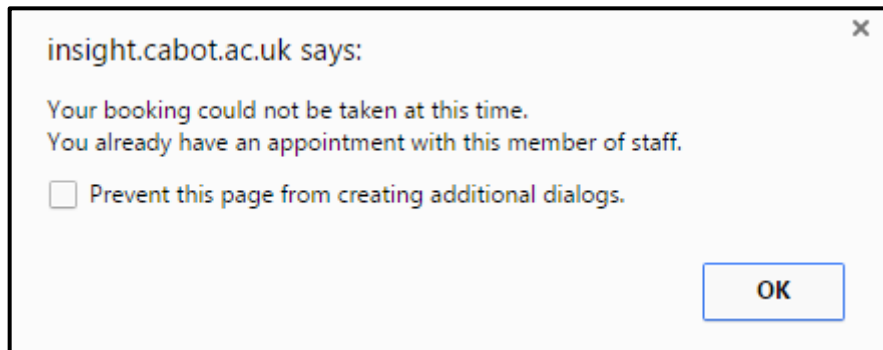 insight.cabot.ac.uk says:
Your booking could not be taken at this time.
You already have an appointment with this member of staff.
Prevent this page from creating additional dialogs.
OK